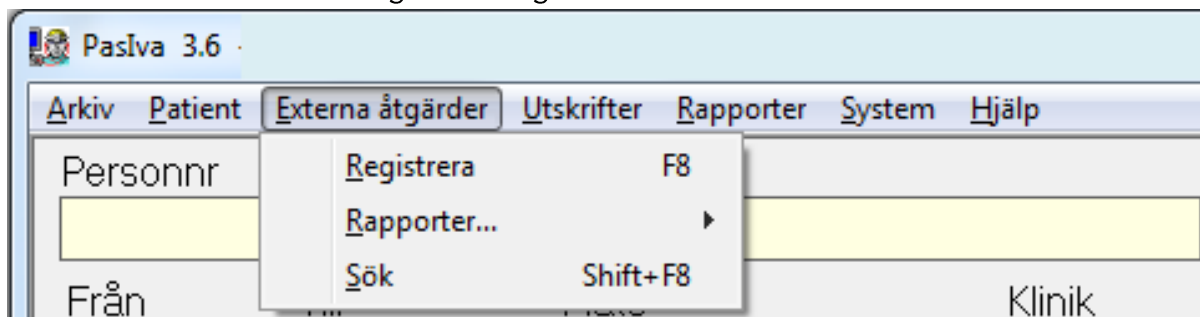 PasIva 3.6 -
Arkiv Patient Externa åtgärder Utskrifter Rapporter System Hjälp
Personnr
Registrera F8
Rapporter...
Sök Shift+F8
Från Klinik